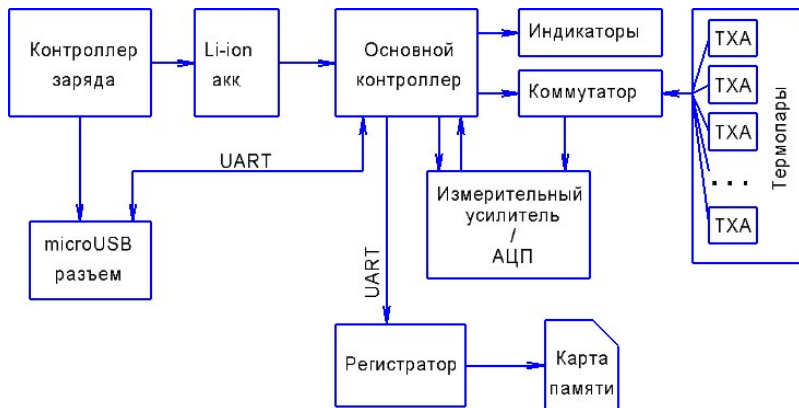 Контроллер
заряда
Li-ion
акк
Основной
контроллер
Индикаторы
Коммутатор
ТХА
ТХА
ТХА
...
ТХА
Термопары
UART
Измерительный
усилитель
/
АЦП
microUSB
разъем
UART
Регистратор
Карта
памяти